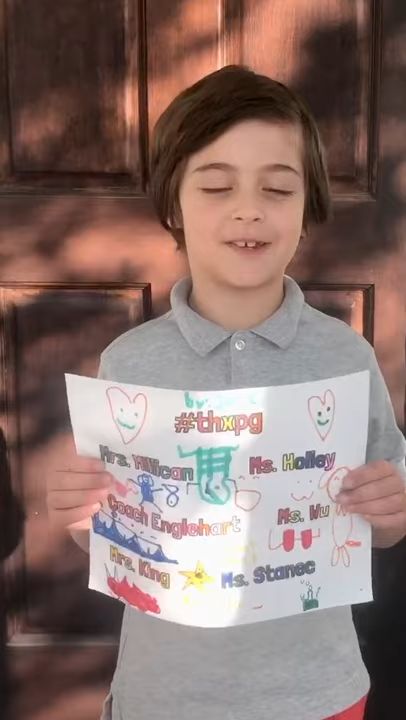 #thxpg
Mrs. Millican Ms. Holley
Coach Englehart Ms. Wu
Mrs. King Ms. Stanec